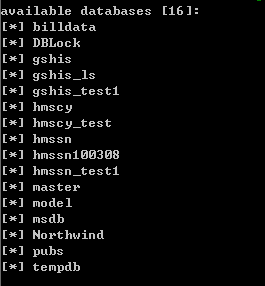 available databases [16]:
[*] billdata
[*] DBLock
[*] gshis
[*] gshis_ls
[*] gshis_test1
[*] hmscy
[*] hmscy_test
[*] hmssn
[*] hmssn100308
[*] hmssn_test1
[*] master
[*] model
[*] msdb
[*] Northwind
[*] pubs
[*] tempdb